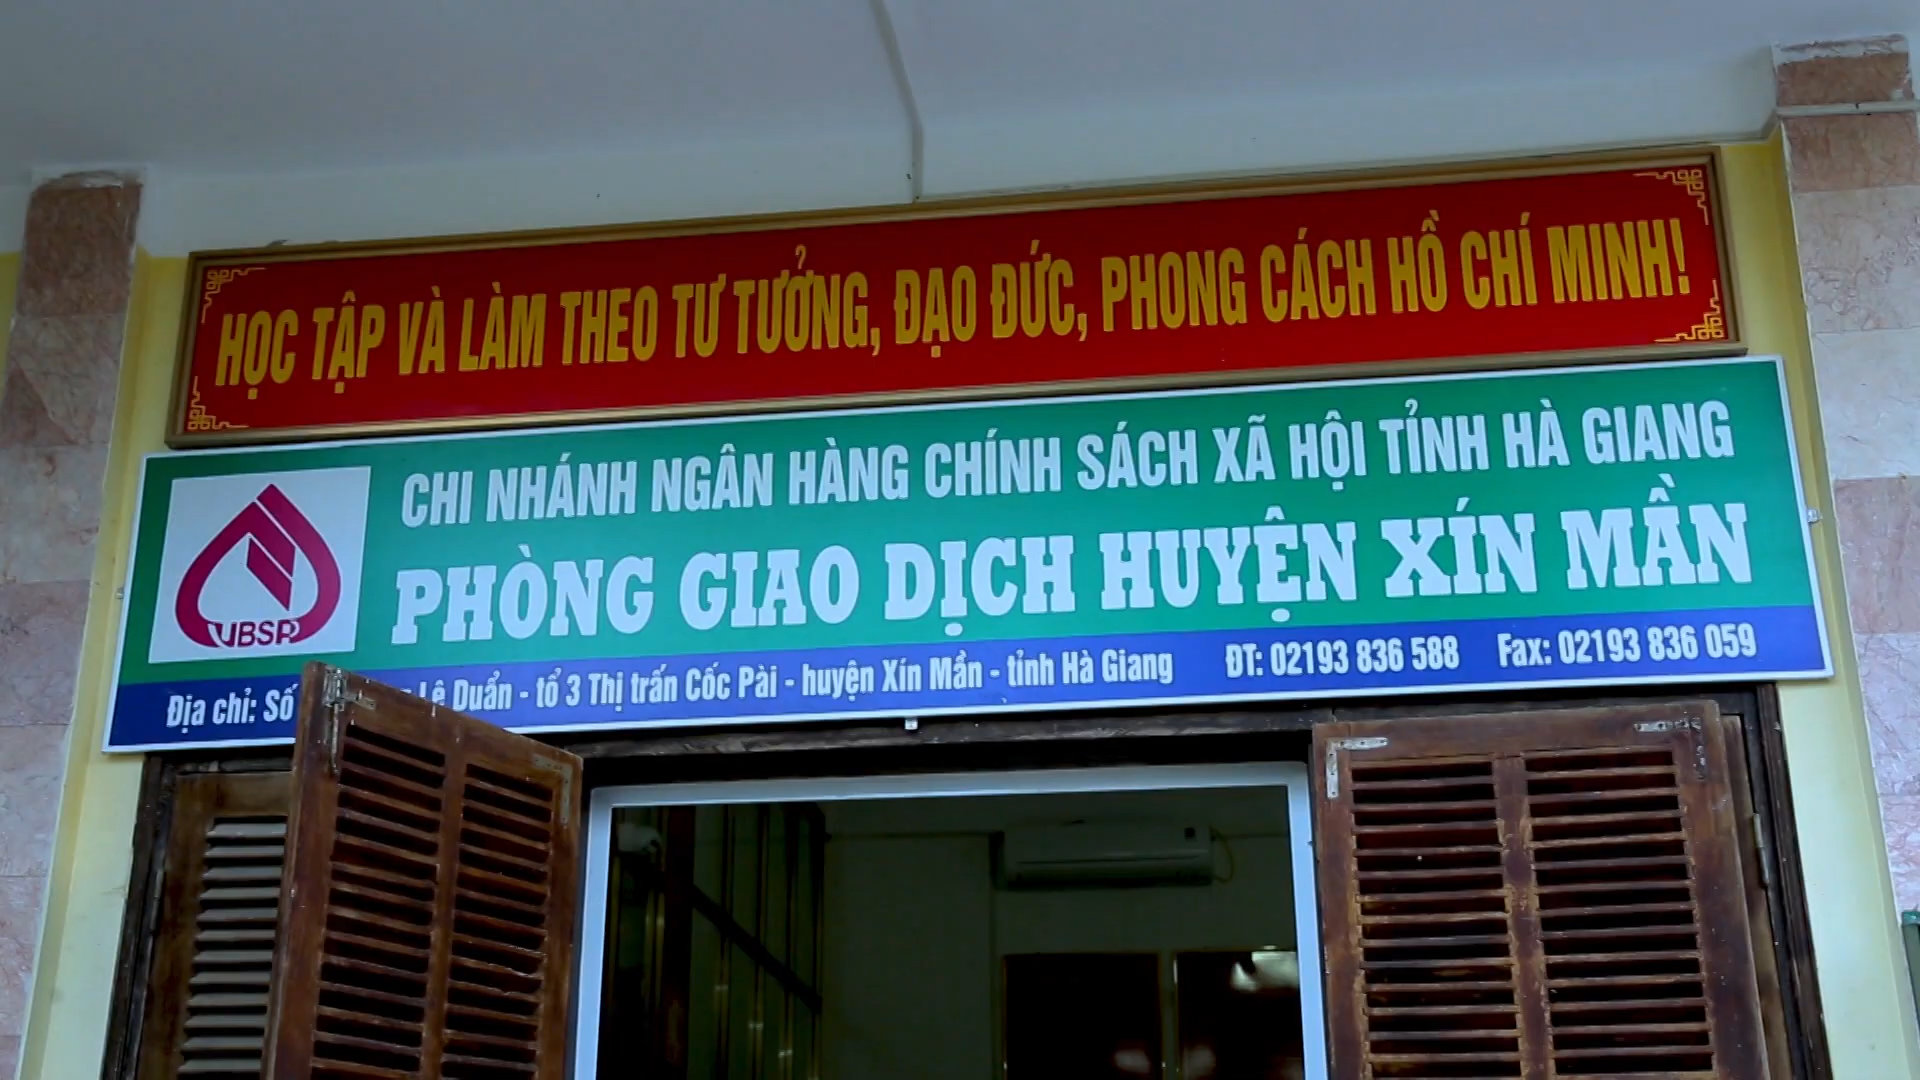 HỌC TẬP VÀ LÀM THEO TƯ TƯỞNG, ĐẠO ĐỨC, PHONG CÁCH HỒ CHÍ MINH!
CHI NHÁNH NGÂN HÀNG CHÍNH SÁCH XÃ HỘI TỈNH HÀ GIANG
PHÒNG GIAO DỊCH HUYỆN XÍN MẦN
VBSP
Địa chỉ: Số Lê Duẩn - tổ 3 Thị trấn Cốc Pài - huyện Xín Mần - tỉnh Hà Giang ĐT: 02193 836 588 Fax: 02193 836 059